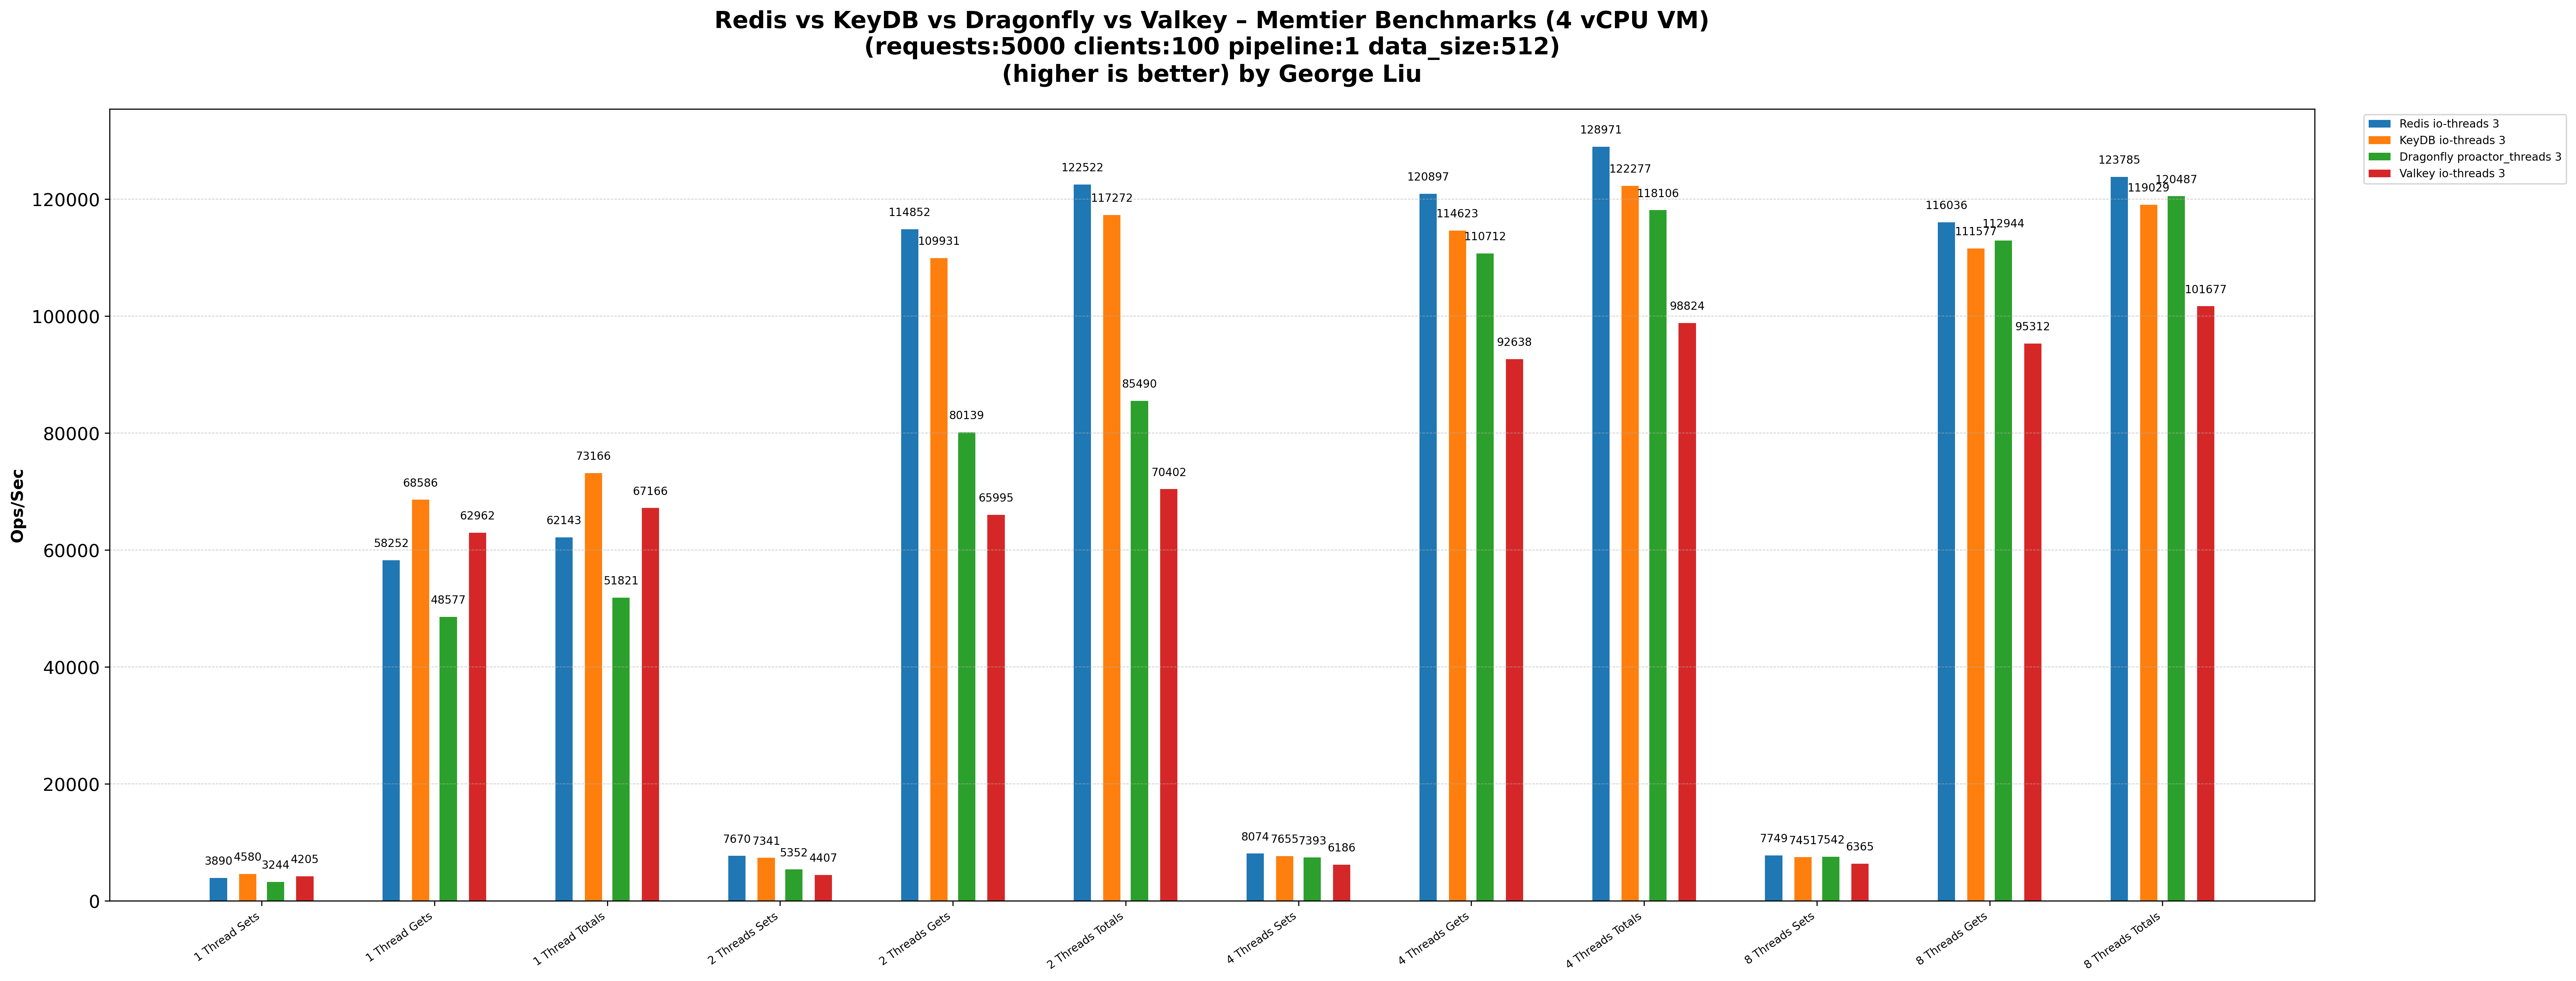 Redis vs KeyDB vs Dragonfly vs Valkey – Memtier Benchmarks (4 vCPU VM)
(requests:5000 clients:100 pipeline:1 data_size:512)
(higher is better) by George Liu
Redis io-threads 3
KeyDB io-threads 3
Dragonfly proactor_threads 3
Valkey io-threads 3
Ops/Sec
120000
100000
80000
60000
40000
20000
0
3890 4580 3244 4205
58252 68586 48577 62962
62143 73166 51821 67166
7670 7341 5352 4407
114852 109931 80139 65995
122522 117272 85490 70402
8074 7655 7393 6186
120897 114623 110712 92638
128971 122277 118106 98824
7749 7451 7542 6365
116036 111577 112944 95312
123785 119029 120487 101677
1 Thread Sets
1 Thread Gets
1 Thread Totals
2 Threads Sets
2 Threads Gets
2 Threads Totals
4 Threads Sets
4 Threads Gets
4 Threads Totals
8 Threads Sets
8 Threads Gets
8 Threads Totals